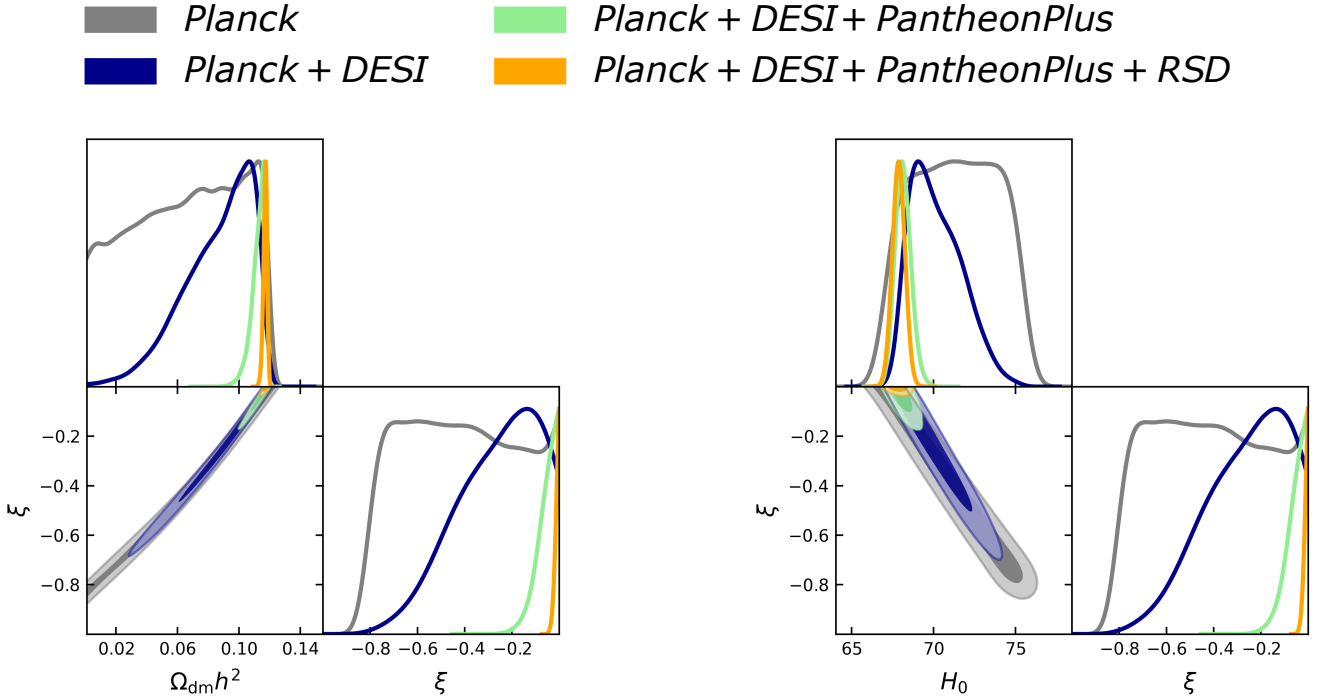 Planck
Planck + DESI
Planck + DESI + PantheonPlus
Planck + DESI + PantheonPlus + RSD
−0.2
−0.4
−0.6
−0.8
ξ
0.02 0.06 0.10 0.14
Ω_dm h²
−0.8 −0.6 −0.4 −0.2
ξ
−0.2
−0.4
−0.6
−0.8
ξ
65 70 75
H₀
−0.8 −0.6 −0.4 −0.2
ξ